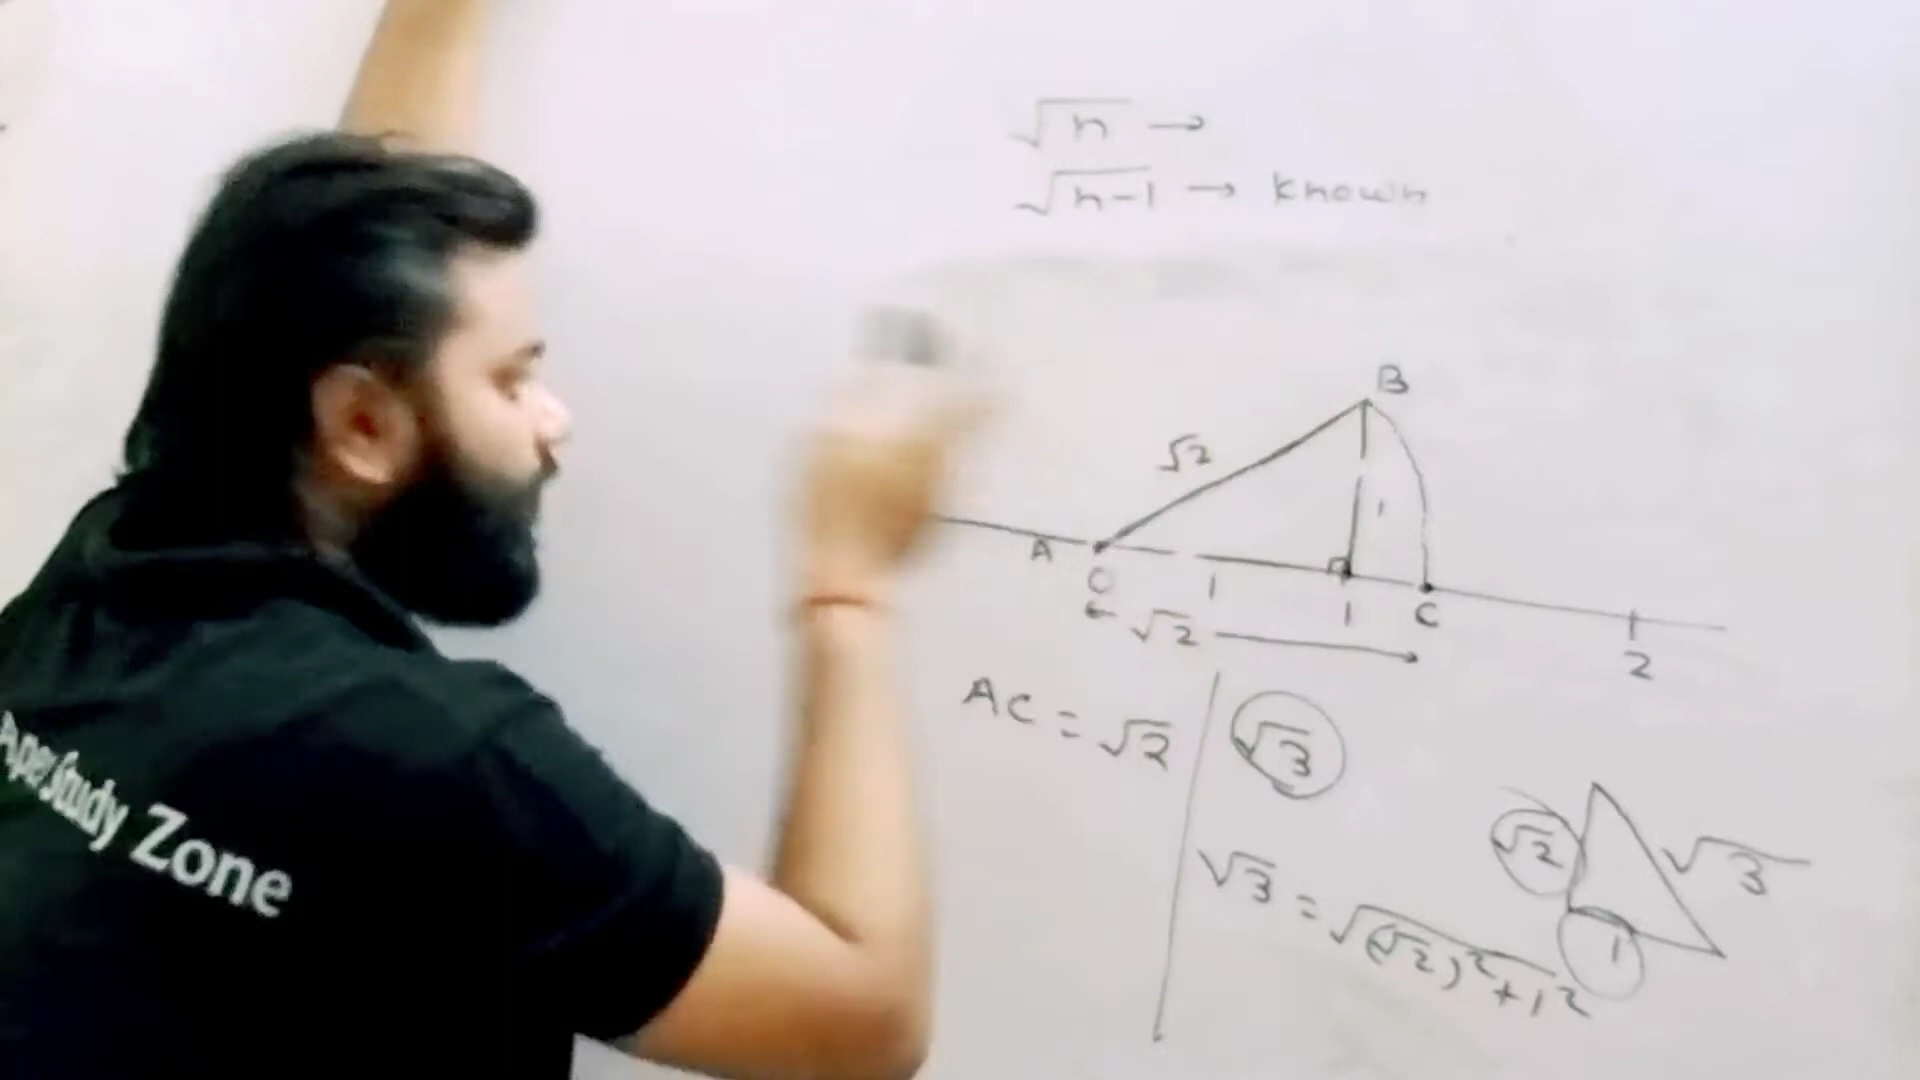 √n →
√n-1 → known
B
√2
1
A
0
1
1
C
← √2 →
2
AC = √2
√3
√2
√3
√3 = √(√2)²+1²
1
Study Zone